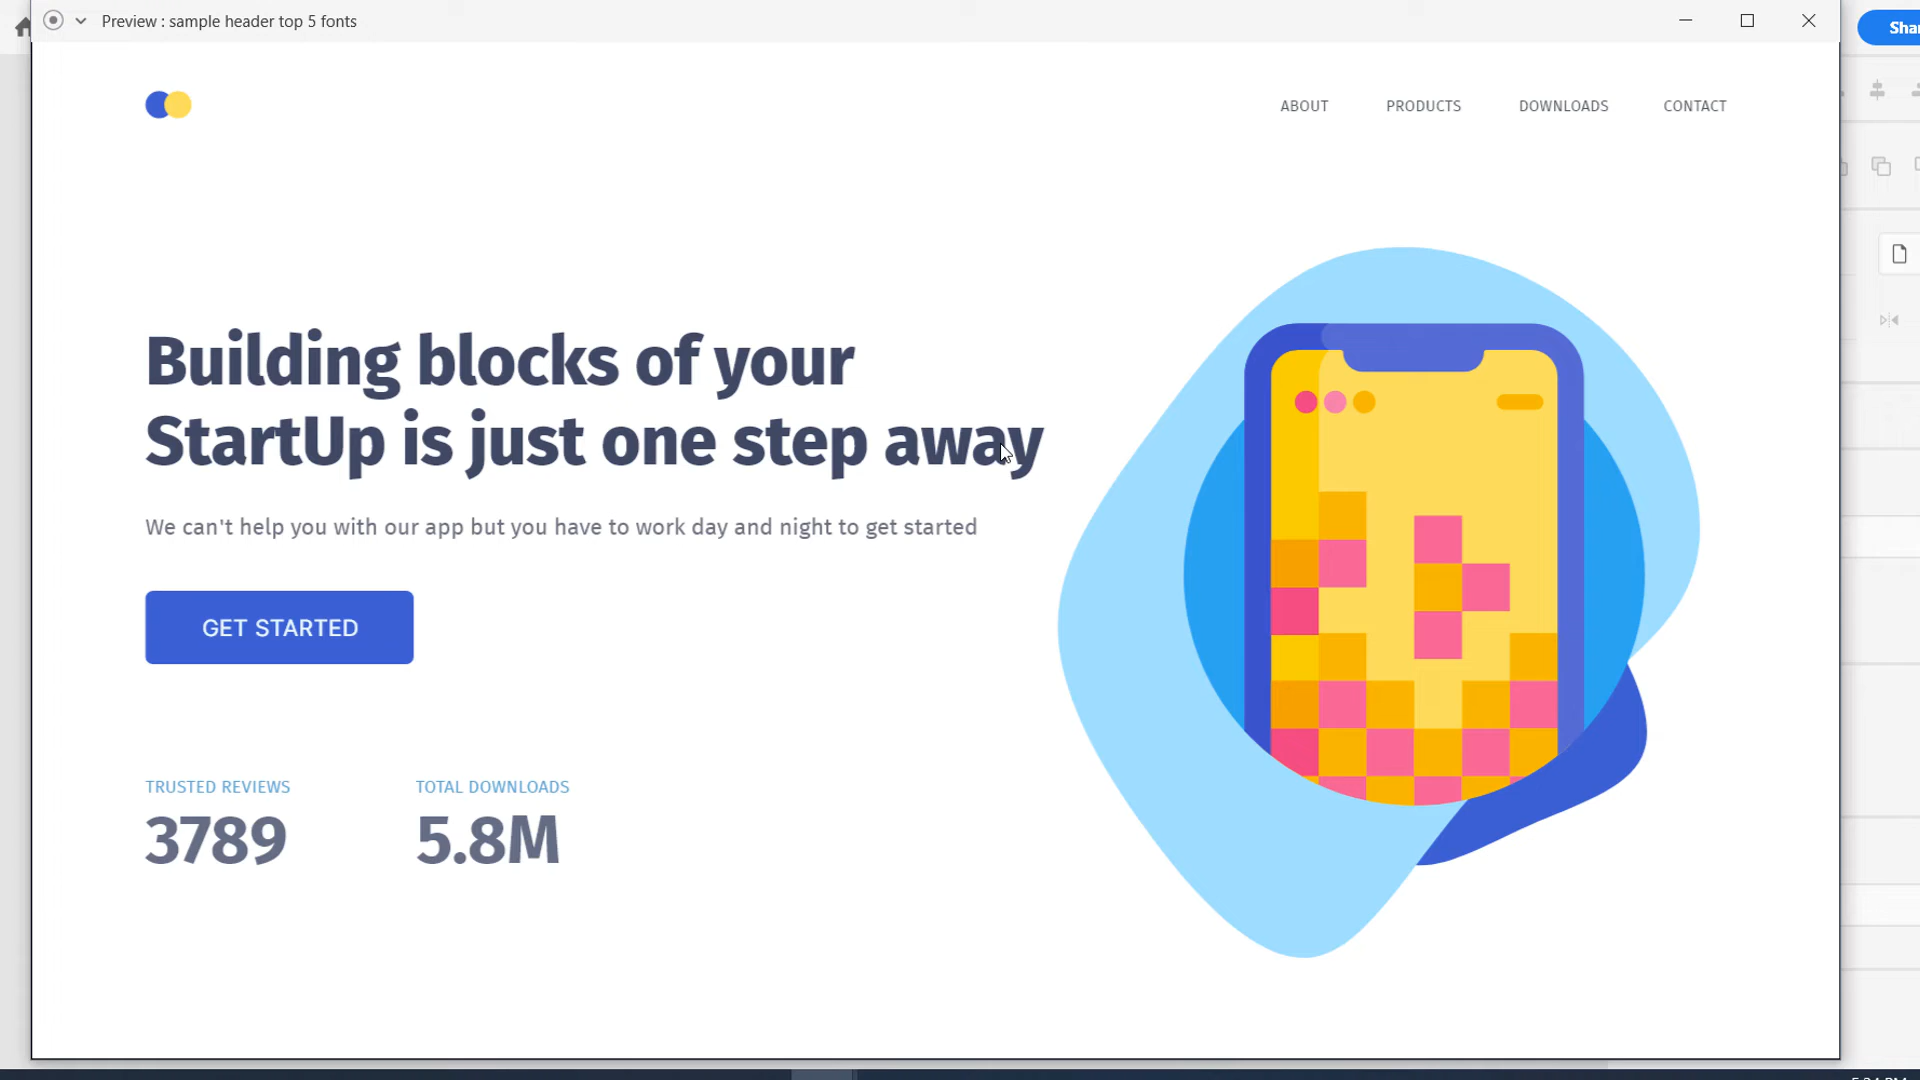 Preview : sample header top 5 fonts
ABOUT PRODUCTS DOWNLOADS CONTACT
Building blocks of your
StartUp is just one step away
We can't help you with our app but you have to work day and night to get started
GET STARTED
TRUSTED REVIEWS TOTAL DOWNLOADS
3789 5.8M